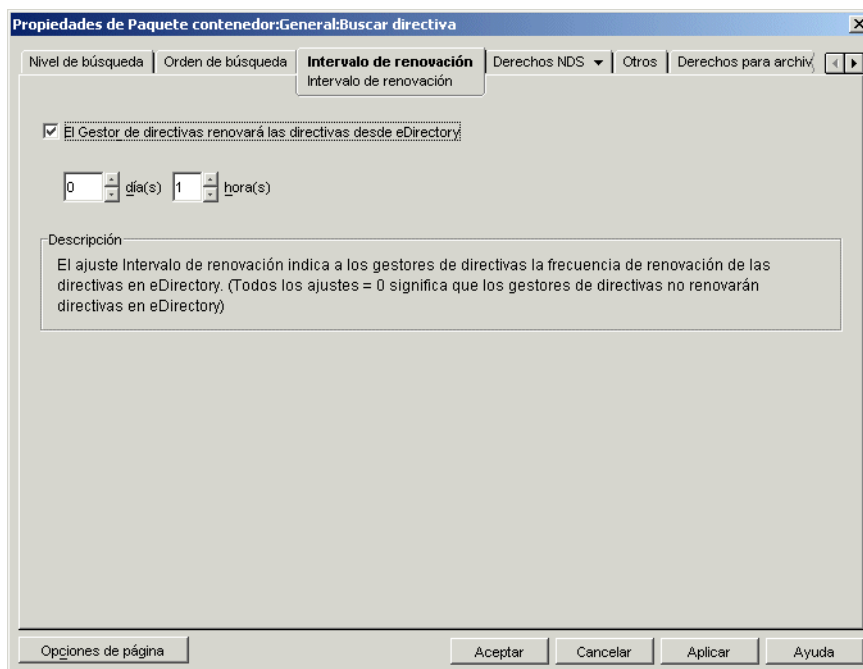 Propiedades de Paquete contenedor:General:Buscar directiva
Nivel de búsqueda Orden de búsqueda Intervalo de renovación Derechos NDS Otros Derechos para archiv
Intervalo de renovación
El Gestor de directivas renovará las directivas desde eDirectory
0 día(s) 1 hora(s)
Descripción
El ajuste Intervalo de renovación indica a los gestores de directivas la frecuencia de renovación de las
directivas en eDirectory. (Todos los ajustes = 0 significa que los gestores de directivas no renovarán
directivas en eDirectory)
Opciones de página Aceptar Cancelar Aplicar Ayuda